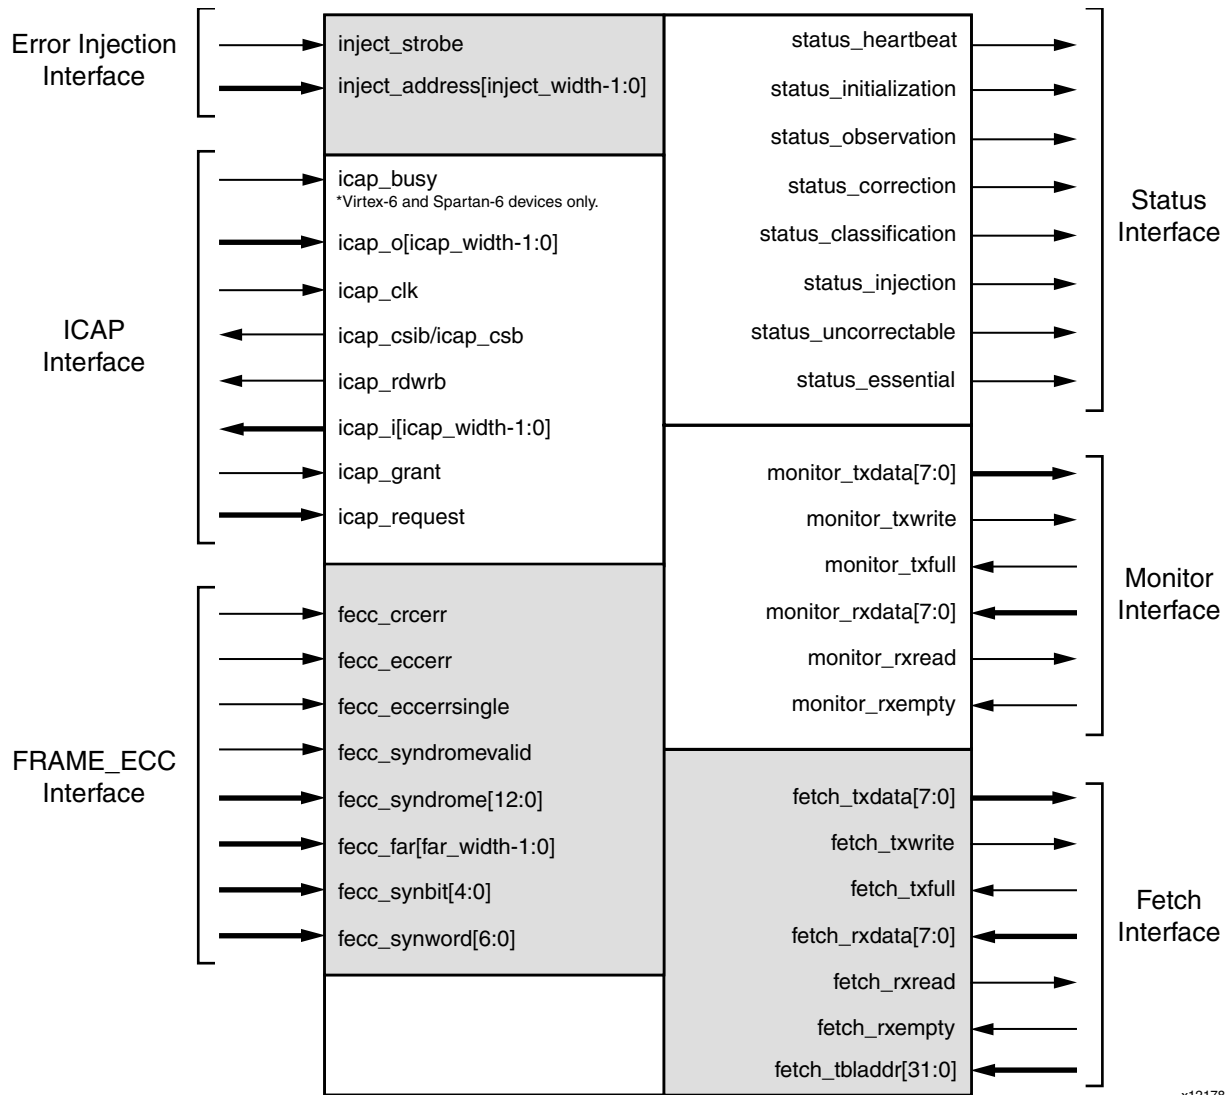 Error Injection
Interface
inject_strobe
inject_address[inject_width-1:0]
ICAP
Interface
icap_busy
*Virtex-6 and Spartan-6 devices only.
icap_o[icap_width-1:0]
icap_clk
icap_csib/icap_csb
icap_rdwrb
icap_i[icap_width-1:0]
icap_grant
icap_request
FRAME_ECC
Interface
fecc_crcerr
fecc_eccerr
fecc_eccerrsingle
fecc_syndromevalid
fecc_syndrome[12:0]
fecc_far[far_width-1:0]
fecc_synbit[4:0]
fecc_synword[6:0]
status_heartbeat
status_initialization
status_observation
status_correction
status_classification
status_injection
status_uncorrectable
status_essential
Status
Interface
monitor_txdata[7:0]
monitor_txwrite
monitor_txfull
monitor_rxdata[7:0]
monitor_rxread
monitor_rxempty
Monitor
Interface
fetch_txdata[7:0]
fetch_txwrite
fetch_txfull
fetch_rxdata[7:0]
fetch_rxread
fetch_rxempty
fetch_tbladdr[31:0]
Fetch
Interface